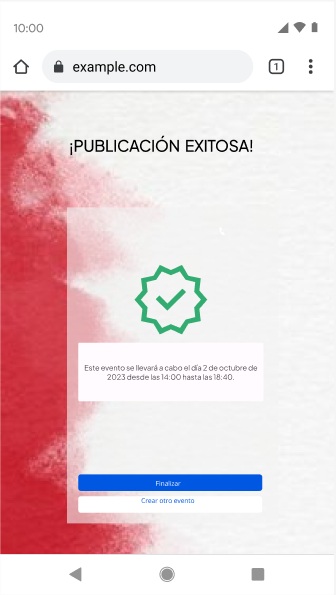 10:00
example.com
1
¡PUBLICACIÓN EXITOSA!
Este evento se llevará a cabo el día 2 de octubre de
2023 desde las 14:00 hasta las 18:40.
Finalizar
Crear otro evento